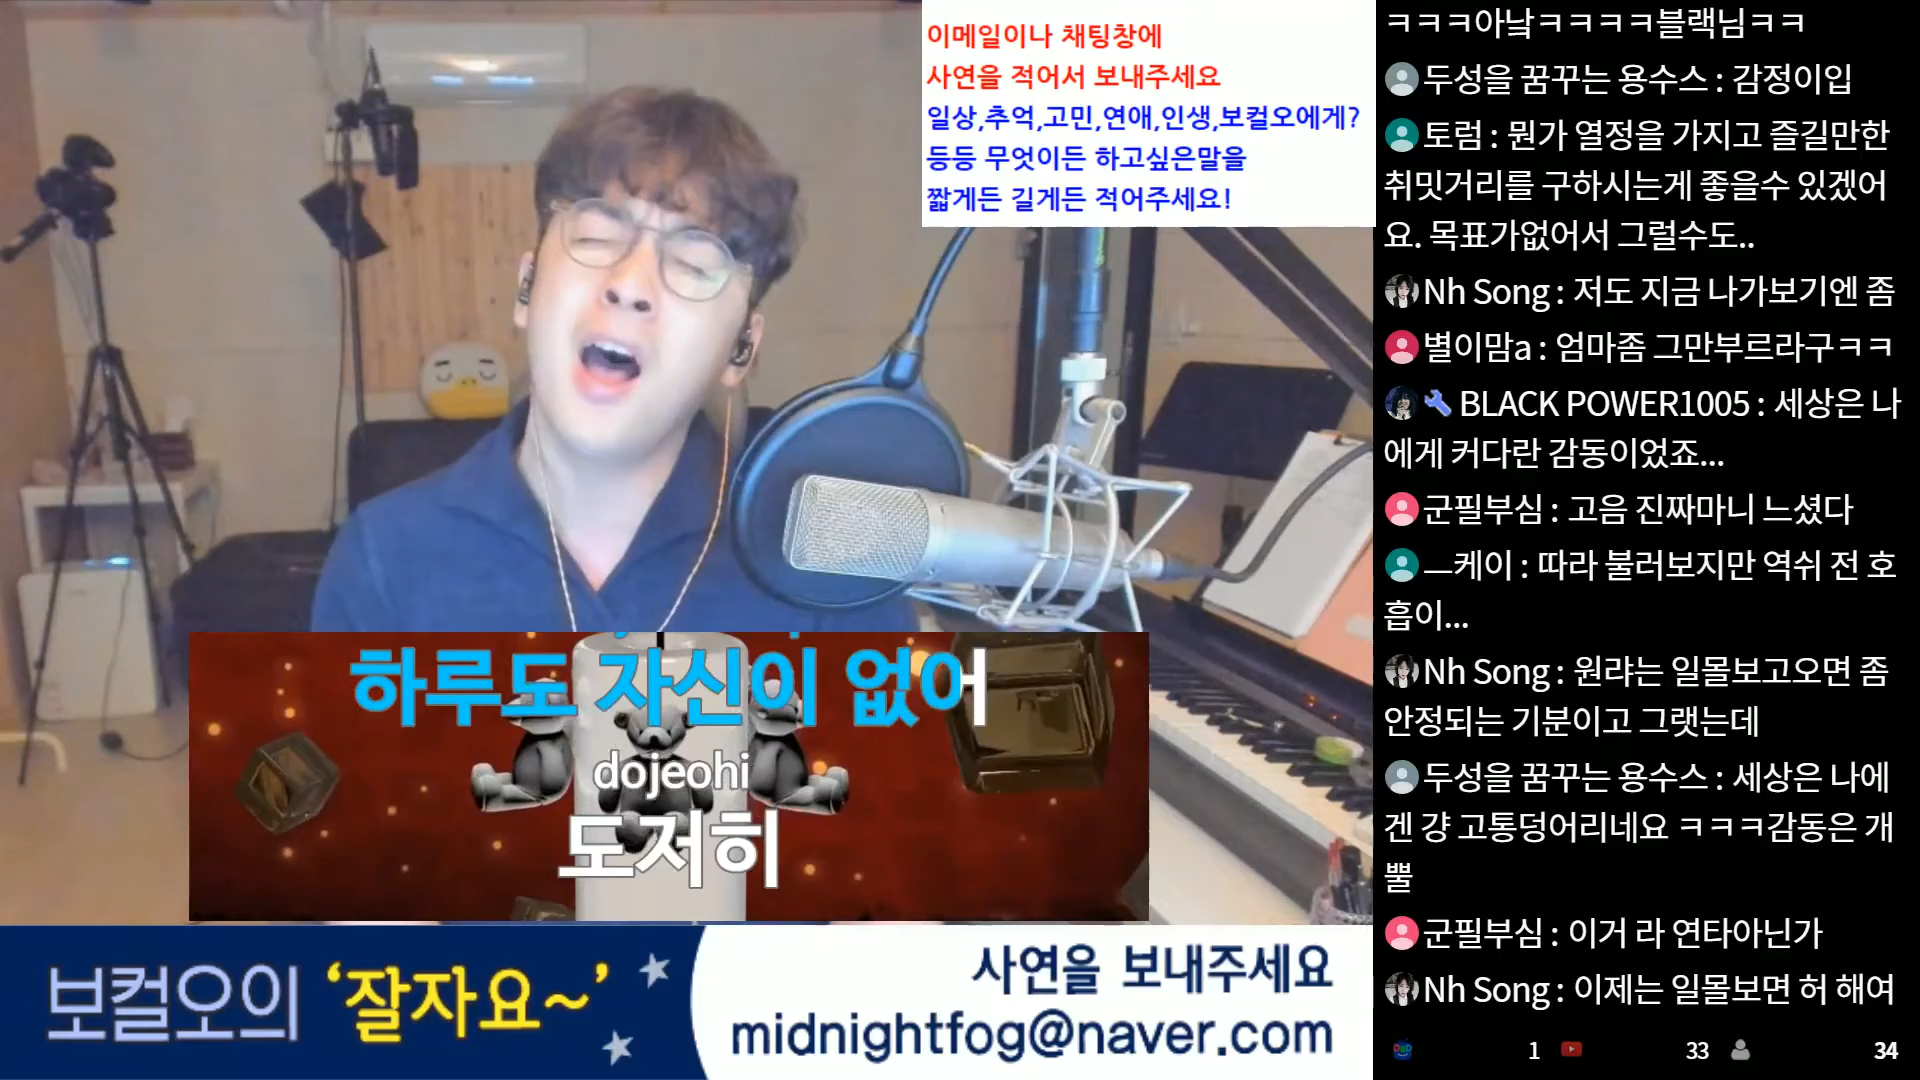 이메일이나 채팅창에
사연을 적어서 보내주세요
일상,추억,고민,연애,인생,보컬오에게?
등등 무엇이든 하고싶은말을
짧게든 길게든 적어주세요!
하루도 자신이 없어
dojeohi
도저히
보컬오의 ‘잘자요~’
사연을 보내주세요
midnightfog@naver.com
ㅋㅋㅋ아낰ㅋㅋㅋㅋ블랙님ㅋㅋ
두성을 꿈꾸는 용수스 : 감정이입
토럼 : 뭔가 열정을 가지고 즐길만한
취밋거리를 구하시는게 좋을수 있겠어
요. 목표가없어서 그럴수도..
Nh Song : 저도 지금 나가보기엔 좀
별이맘a : 엄마좀 그만부르라구ㅋㅋ
BLACK POWER1005 : 세상은 나
에게 커다란 감동이었죠...
군필부심 : 고음 진짜마니 느셨다
ㅡ케이 : 따라 불러보지만 역쉬 전 호
흡이...
Nh Song : 원랴는 일몰보고오면 좀
안정되는 기분이고 그랫는데
두성을 꿈꾸는 용수스 : 세상은 나에
겐 걍 고통덩어리네요 ㅋㅋㅋ감동은 개
뿔
군필부심 : 이거 라 연타아닌가
Nh Song : 이제는 일몰보면 허 해여
1 33 34